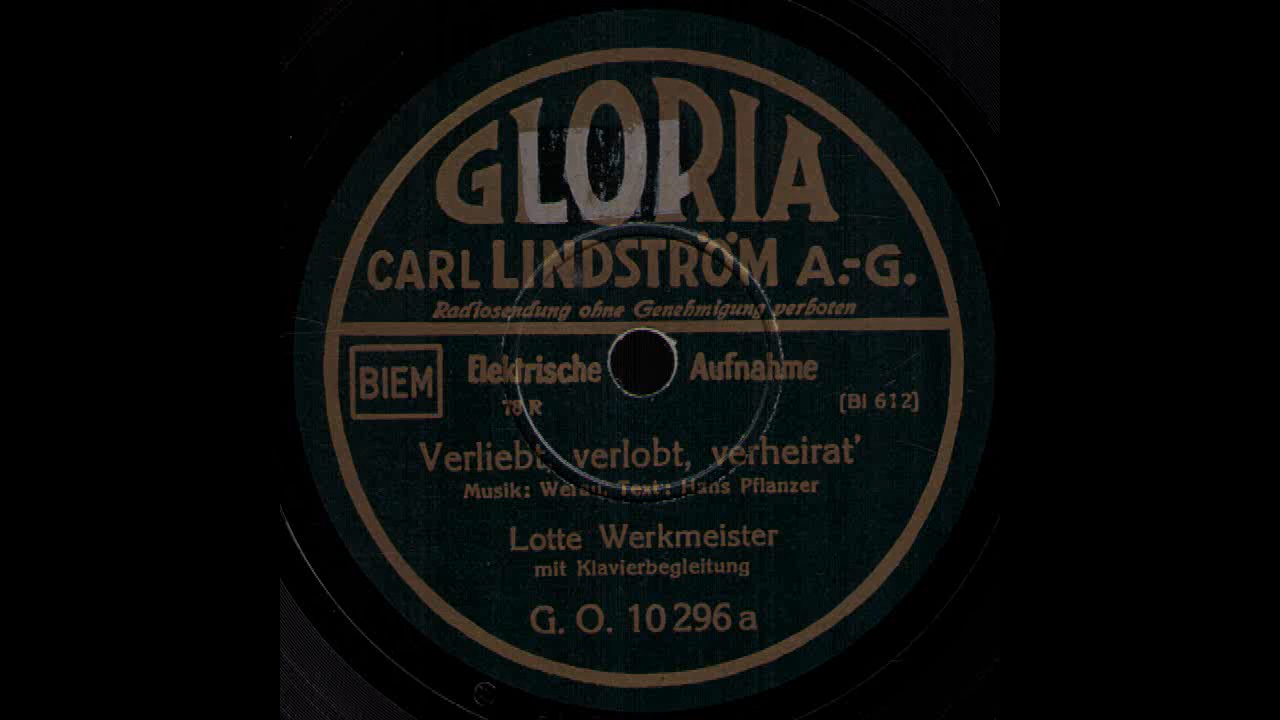 GLORIA
CARL LINDSTRÖM A.-G.
Radiosendung ohne Genehmigung verboten
BIEM Elektrische Aufnahme
78 R [BI 612]
Verliebt, verlobt, verheirat'
Musik: Text: Hans Pflanzer
Lotte Werkmeister
mit Klavierbegleitung
G. O. 10 296 a